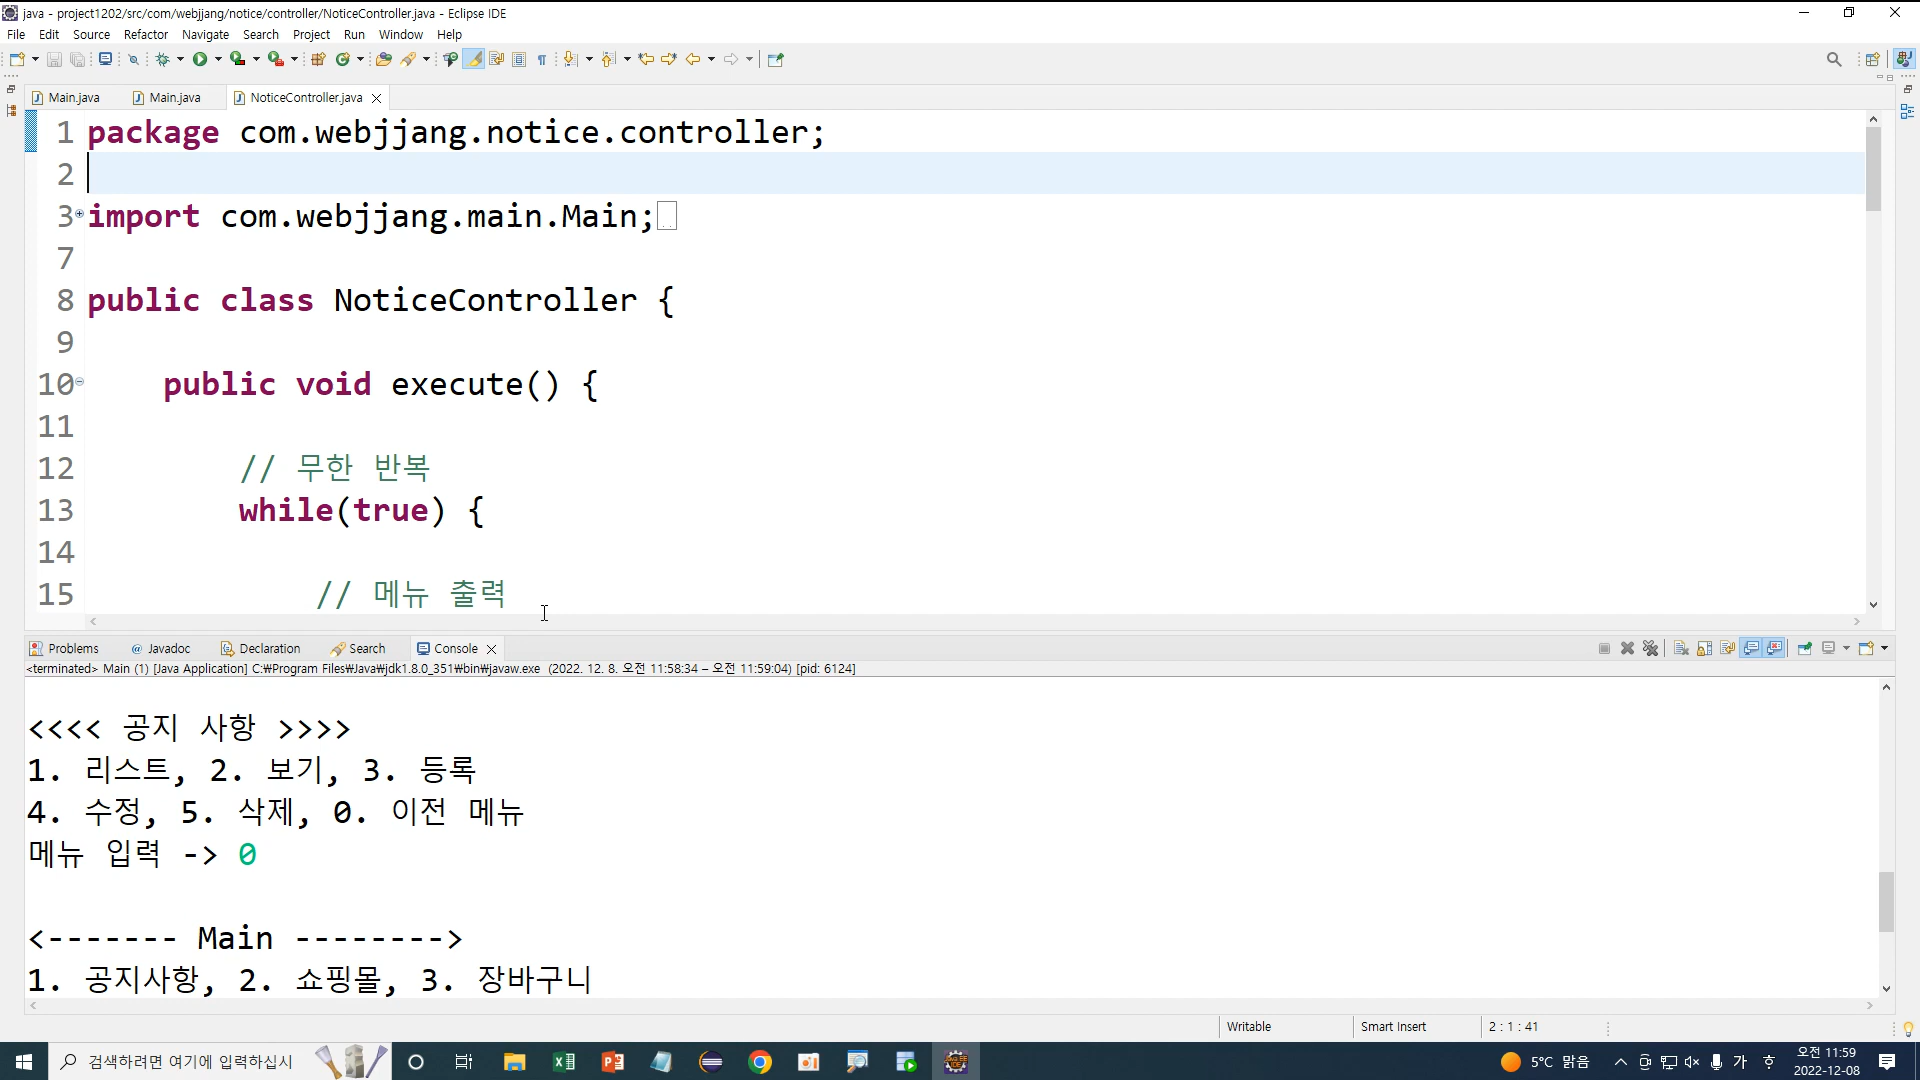 java - project1202/src/com/webjjang/notice/controller/NoticeController.java - Eclipse IDE
File Edit Source Refactor Navigate Search Project Run Window Help
Main.java Main.java NoticeController.java
1 package com.webjjang.notice.controller;
2
3 import com.webjjang.main.Main;
7
8 public class NoticeController {
9
10 public void execute() {
11
12 // 무한 반복
13 while(true) {
14
15 // 메뉴 출력
Problems @ Javadoc Declaration Search Console
<terminated> Main (1) [Java Application] C:₩Program Files₩Java₩jdk1.8.0_351₩bin₩javaw.exe (2022. 12. 8. 오전 11:58:34 – 오전 11:59:04) [pid: 6124]
<<<< 공지 사항 >>>>
1. 리스트, 2. 보기, 3. 등록
4. 수정, 5. 삭제, 0. 이전 메뉴
메뉴 입력 -> 0
<------- Main -------->
1. 공지사항, 2. 쇼핑몰, 3. 장바구니
Writable Smart Insert 2 : 1 : 41
검색하려면 여기에 입력하십시 5°C 맑음 가 후 오전 11:59
2022-12-08